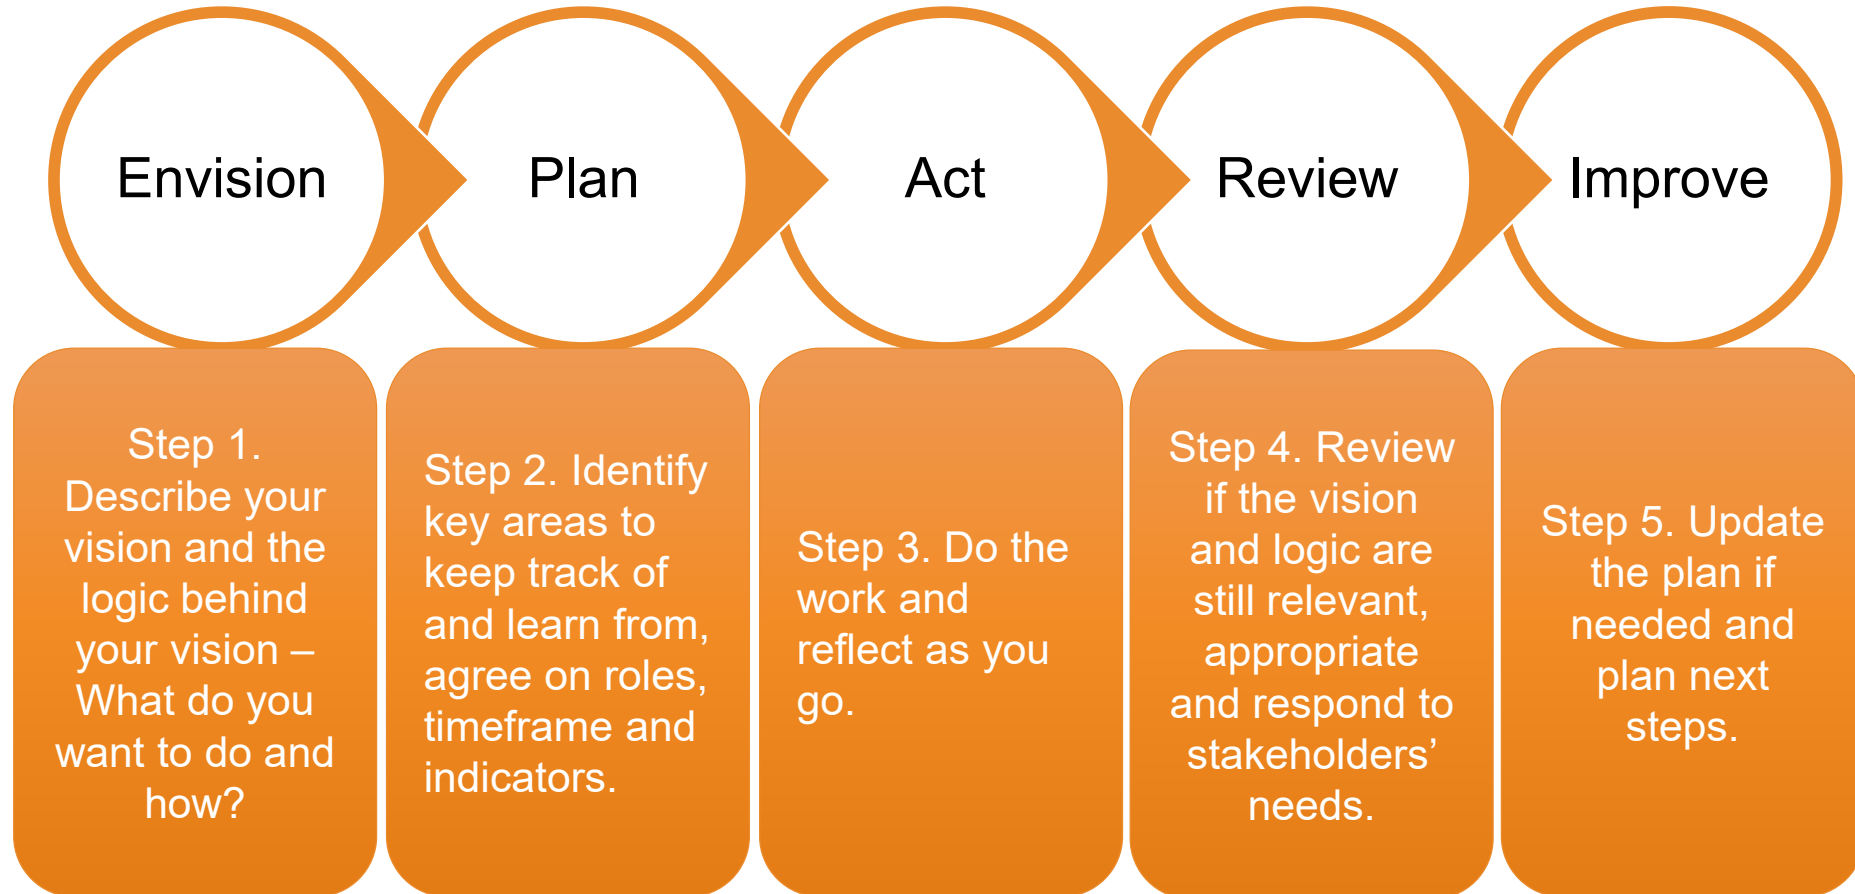 Envision
Plan
Act
Review
Improve
Step 1.
Describe your
vision and the
logic behind
your vision –
What do you
want to do and
how?
Step 2. Identify
key areas to
keep track of
and learn from,
agree on roles,
timeframe and
indicators.
Step 3. Do the
work and
reflect as you
go.
Step 4. Review
if the vision
and logic are
still relevant,
appropriate
and respond to
stakeholders’
needs.
Step 5. Update
the plan if
needed and
plan next
steps.